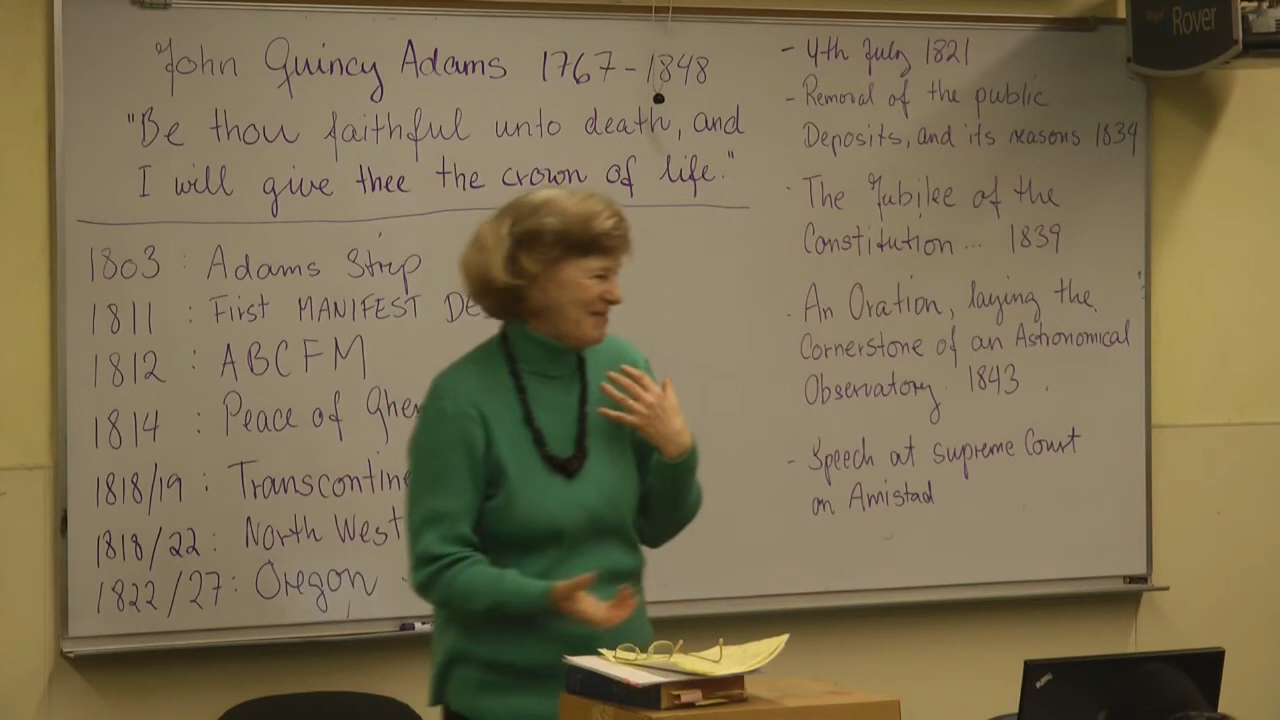 John Quincy Adams 1767-1848
"Be thou faithful unto death, and
I will give thee the crown of life."
1803 : Adams Strip
1811 : First MANIFEST DE
1812 : ABCFM
1814 : Peace of Ghe
1818/19 : Transcontine
1818/22: North West
1822/27: Oregon
- 4th July 1821
- Removal of the public
Deposits, and its reasons 1834
The Jubilee of the
Constitution... 1839
An Oration, laying the
Cornerstone of an Astronomical
Observatory. 1843
- Speech at supreme Court
on Amistad
Rover